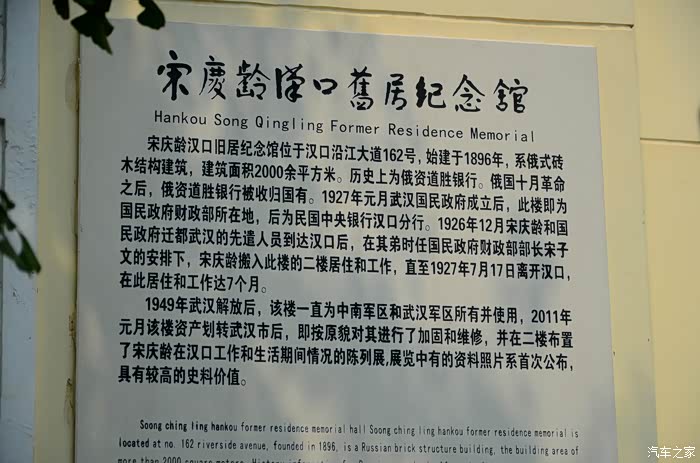 宋慶齡漢口舊居纪念舘
Hankou Song Qingling Former Residence Memorial
宋庆龄汉口旧居纪念馆位于汉口沿江大道162号，始建于1896年，系俄式砖
木结构建筑，建筑面积2000余平方米。历史上为俄资道胜银行。俄国十月革命
之后，俄资道胜银行被收归国有。1927年元月武汉国民政府成立后，此楼即为
国民政府财政部所在地，后为民国中央银行汉口分行。1926年12月宋庆龄和国
民政府迁都武汉的先遣人员到达汉口后，在其弟时任国民政府财政部部长宋子
文的安排下，宋庆龄搬入此楼的二楼居住和工作，直至1927年7月17日离开汉口，
在此居住和工作达7个月。
1949年武汉解放后，该楼一直为中南军区和武汉军区所有并使用，2011年
元月该楼资产划转武汉市后，即按原貌对其进行了加固和维修，并在二楼布置
了宋庆龄在汉口工作和生活期间情况的陈列展,展览中有的资料照片系首次公布，
具有较高的史料价值。
Soong ching ling hankou former residence memorial hall Soong ching ling hankou former residence memorial is
located at no. 162 riverside avenue, founded in 1896, is a Russian brick structure building, the building area of
more than 2000 square meters.
汽车之家